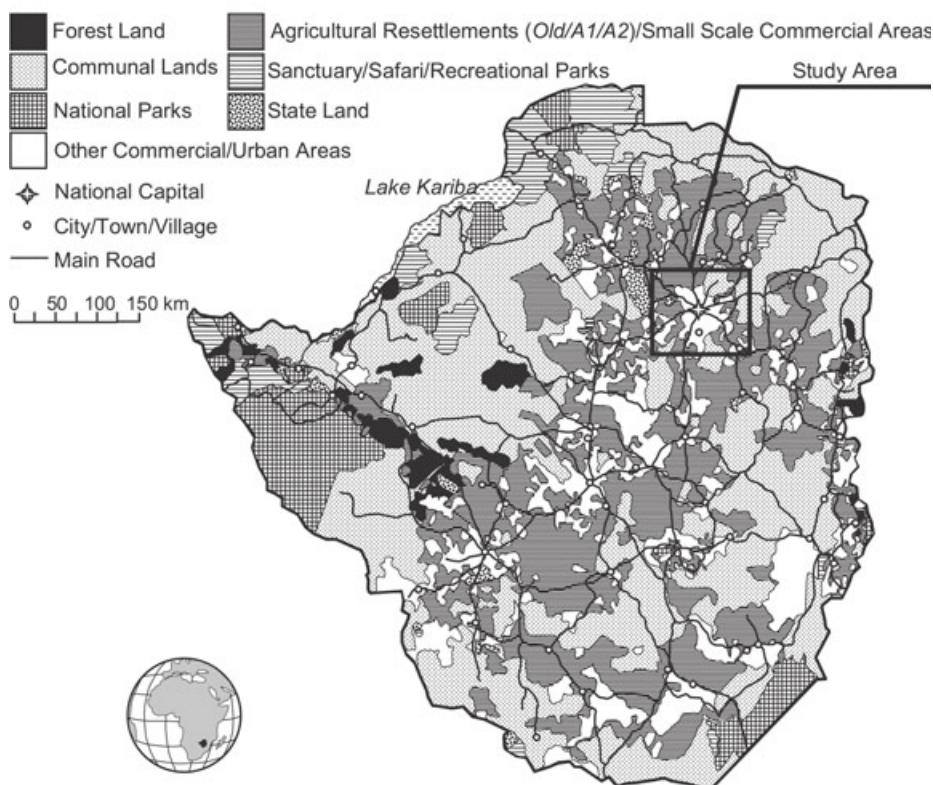 Forest Land
Agricultural Resettlements (Old/A1/A2)/Small Scale Commercial Areas
Communal Lands
Sanctuary/Safari/Recreational Parks
Study Area
National Parks
State Land
Other Commercial/Urban Areas
National Capital
Lake Kariba
City/Town/Village
Main Road
0 50 100 150 km